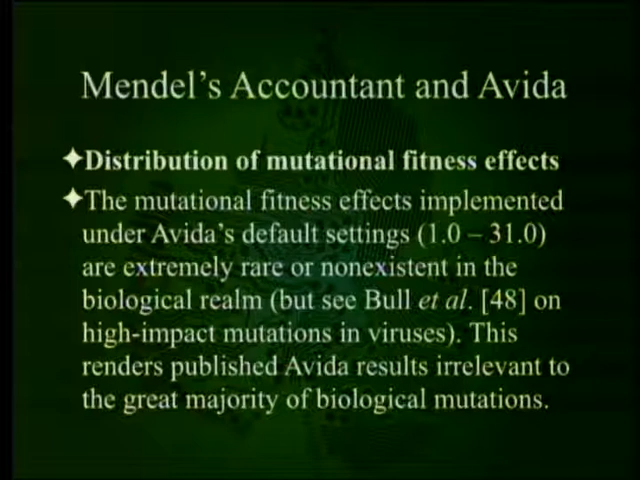 Mendel's Accountant and Avida
✦Distribution of mutational fitness effects
✦The mutational fitness effects implemented
under Avida's default settings (1.0 – 31.0)
are extremely rare or nonexistent in the
biological realm (but see Bull et al. [48] on
high-impact mutations in viruses). This
renders published Avida results irrelevant to
the great majority of biological mutations.